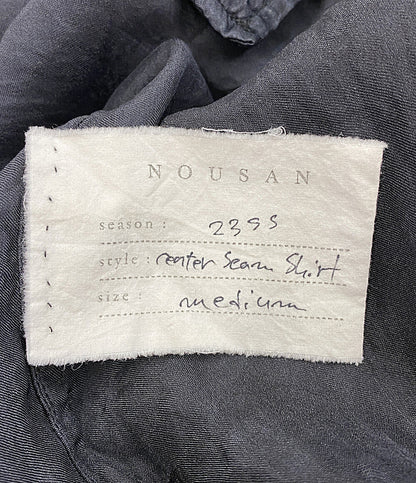 NOUSAN
season : 23SS
style : center seam shirt
size : medium